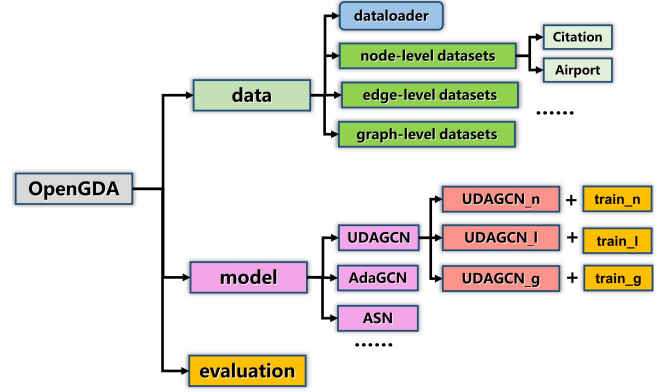 dataloader
node-level datasets
Citation
Airport
data
edge-level datasets
......
graph-level datasets
OpenGDA
UDAGCN_n + train_n
UDAGCN
UDAGCN_l + train_l
model
AdaGCN
UDAGCN_g + train_g
ASN
......
evaluation